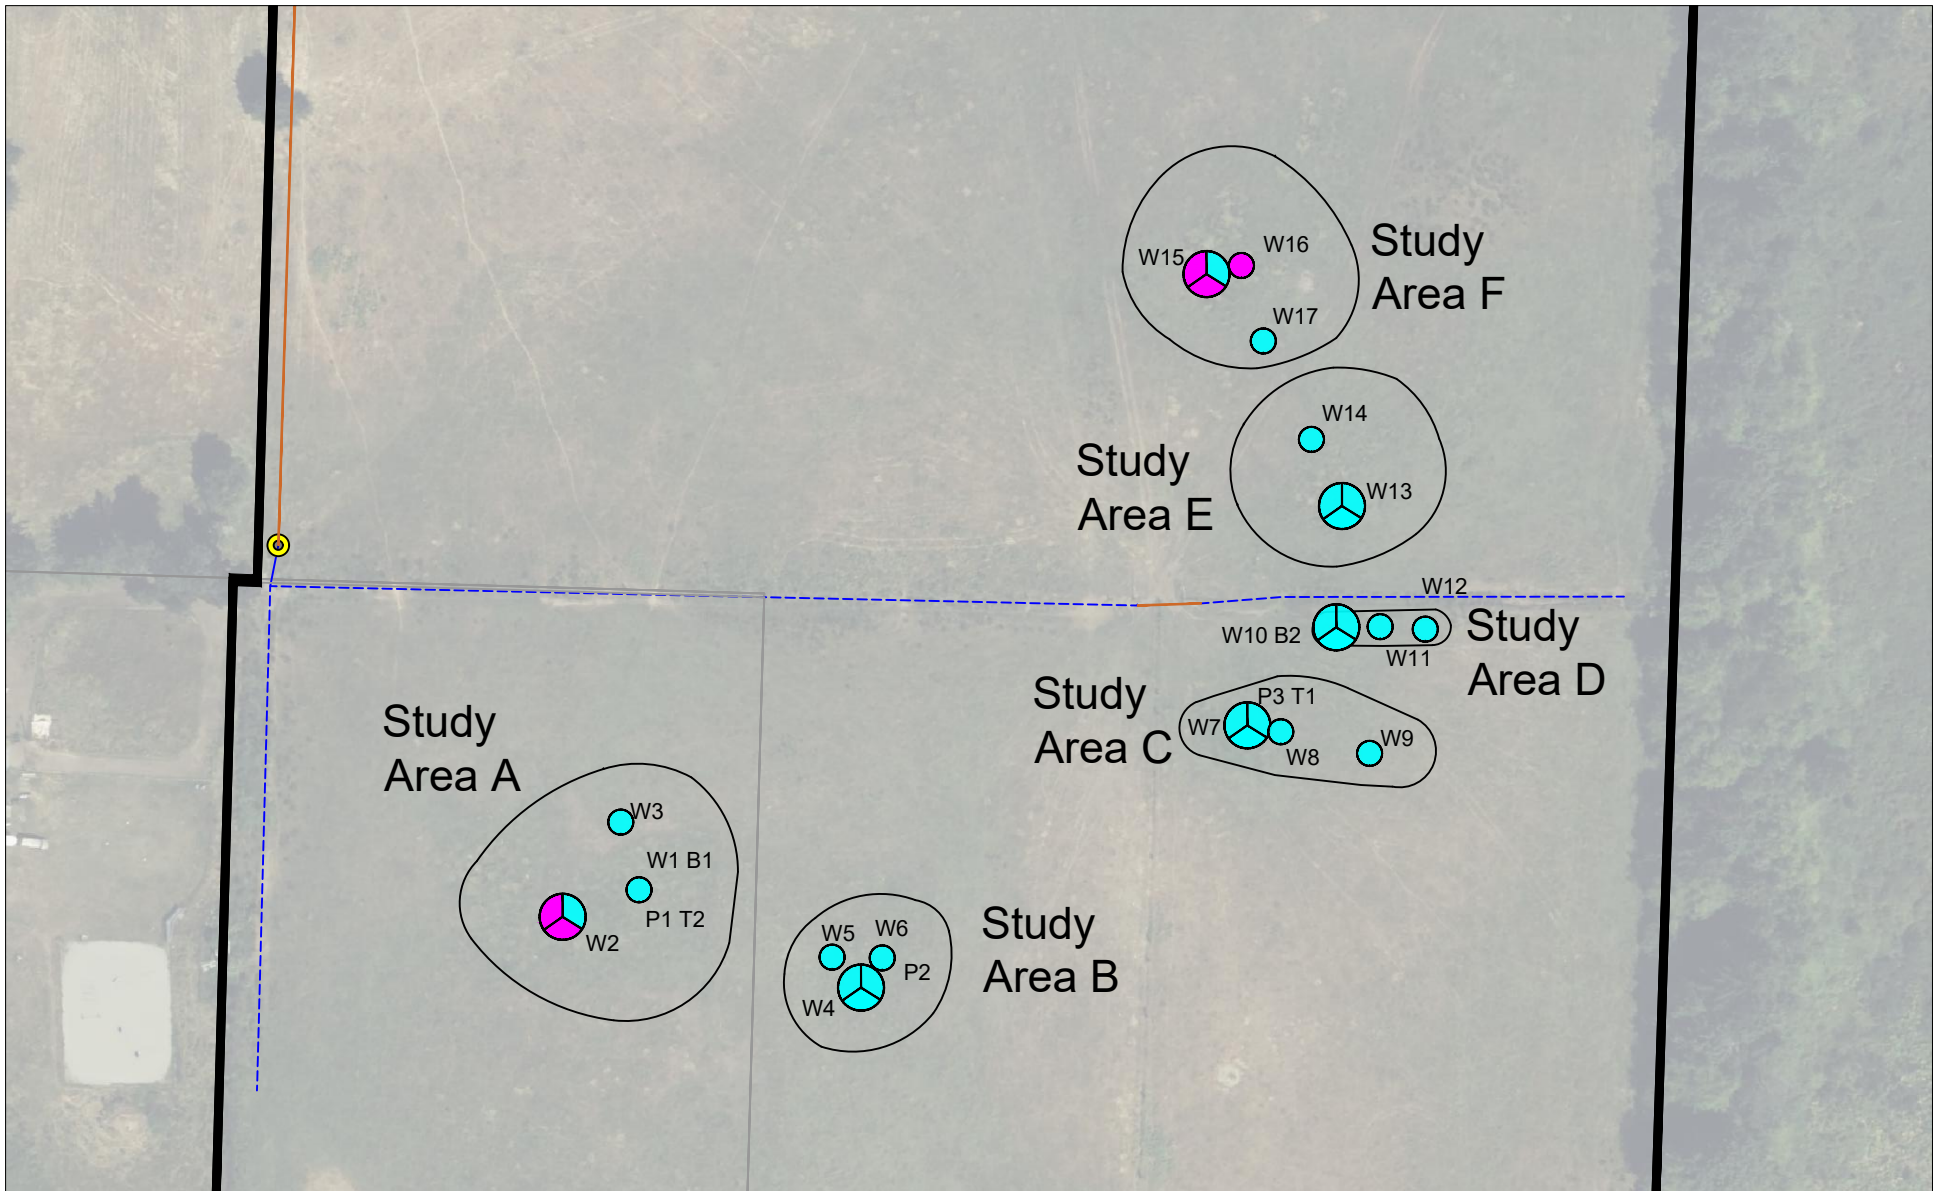 W15
W16
Study
Area F
W17
W14
Study
Area E
W13
W12
W10 B2
W11
Study
Area D
Study
Area C
P3 T1
W7
W8
W9
Study
Area A
W3
W1 B1
P1 T2
W2
W5
W6
P2
W4
Study
Area B